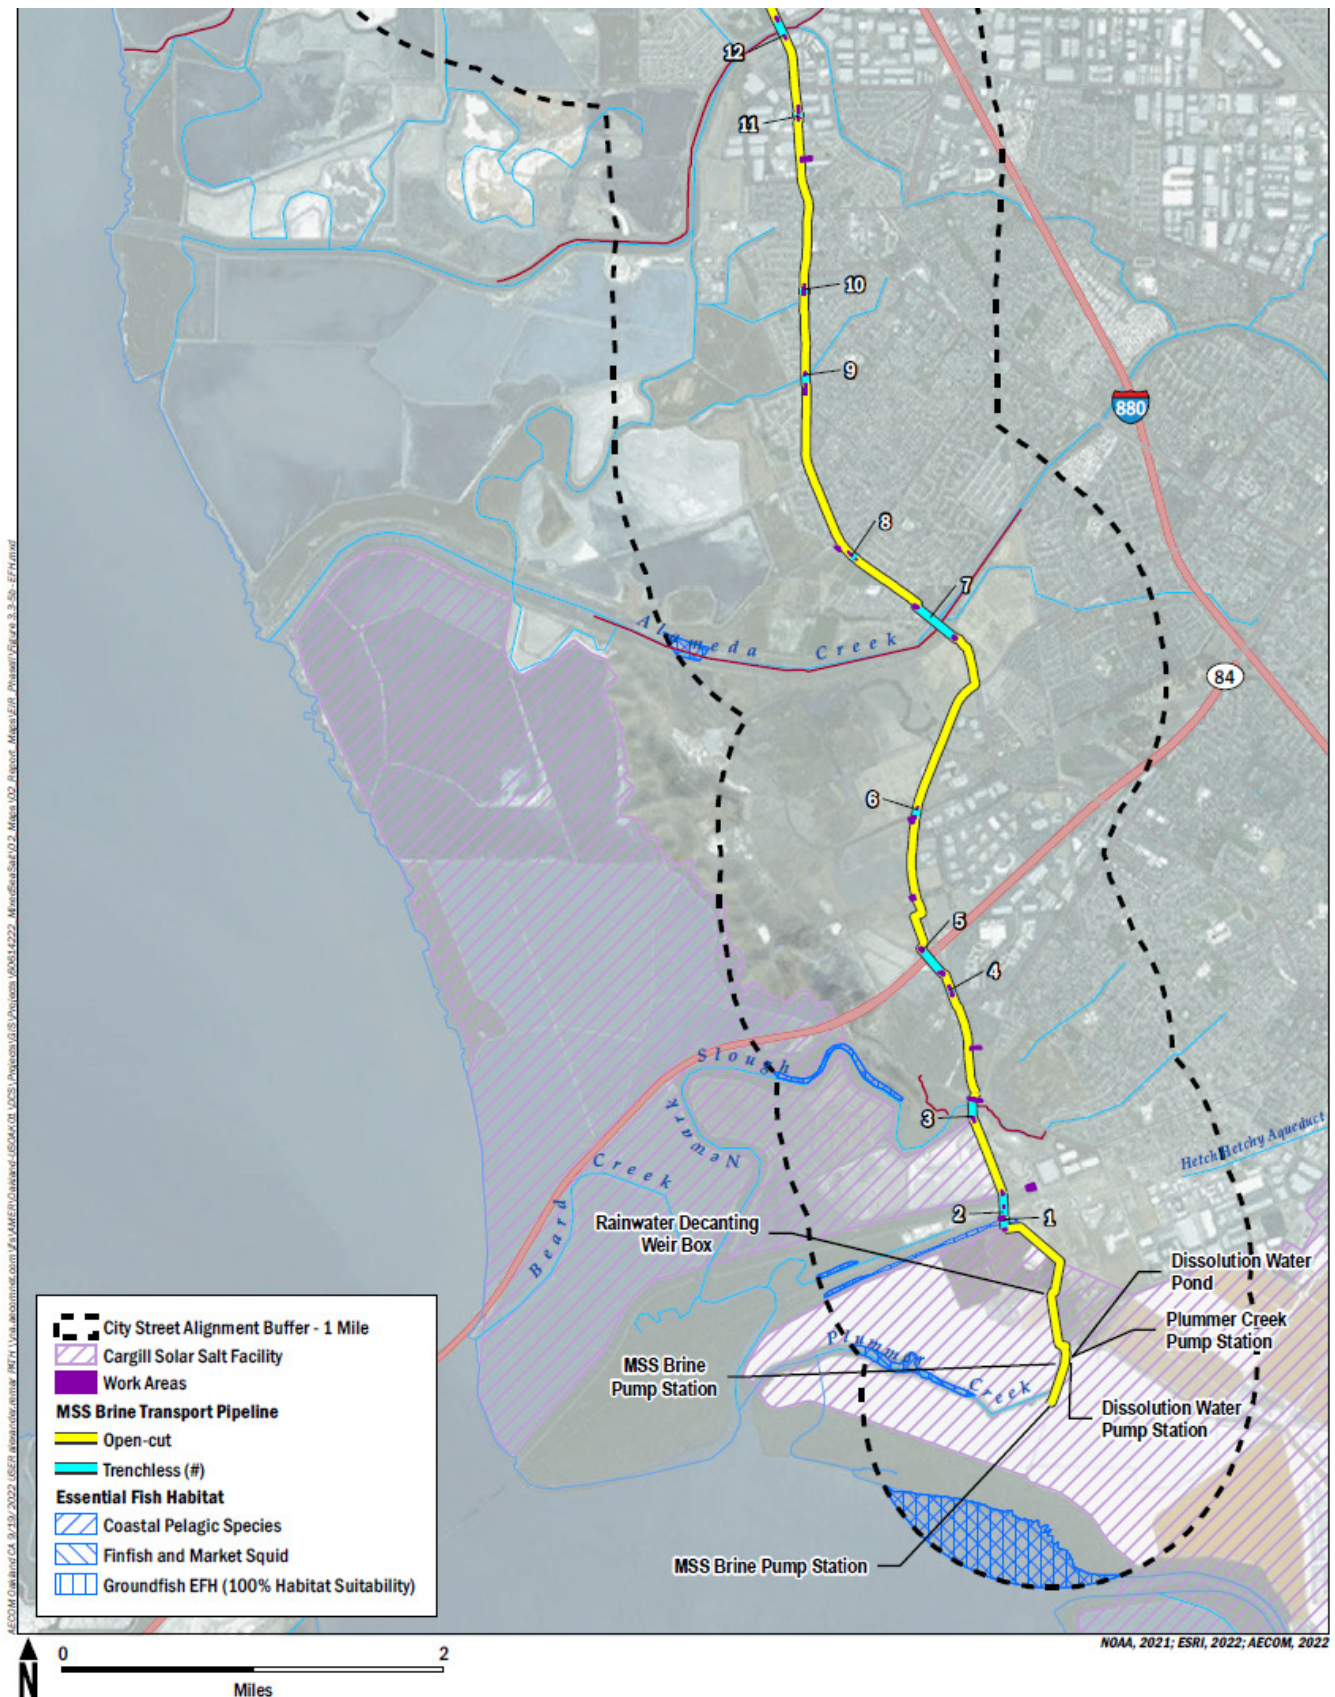 12
11
10
9
880
8
7
Alameda Creek
84
6
5
4
Slough
Newark
3
Creek
Beard
Hetch Hetchy Aqueduct
2
1
Rainwater Decanting
Weir Box
Dissolution Water
Pond
Plummer Creek
Pump Station
Plummer
Creek
MSS Brine
Pump Station
Dissolution Water
Pump Station
MSS Brine Pump Station
City Street Alignment Buffer - 1 Mile
Cargill Solar Salt Facility
Work Areas
MSS Brine Transport Pipeline
Open-cut
Trenchless (#)
Essential Fish Habitat
Coastal Pelagic Species
Finfish and Market Squid
Groundfish EFH (100% Habitat Suitability)
NOAA, 2021; ESRI, 2022; AECOM, 2022
N
0
2
Miles